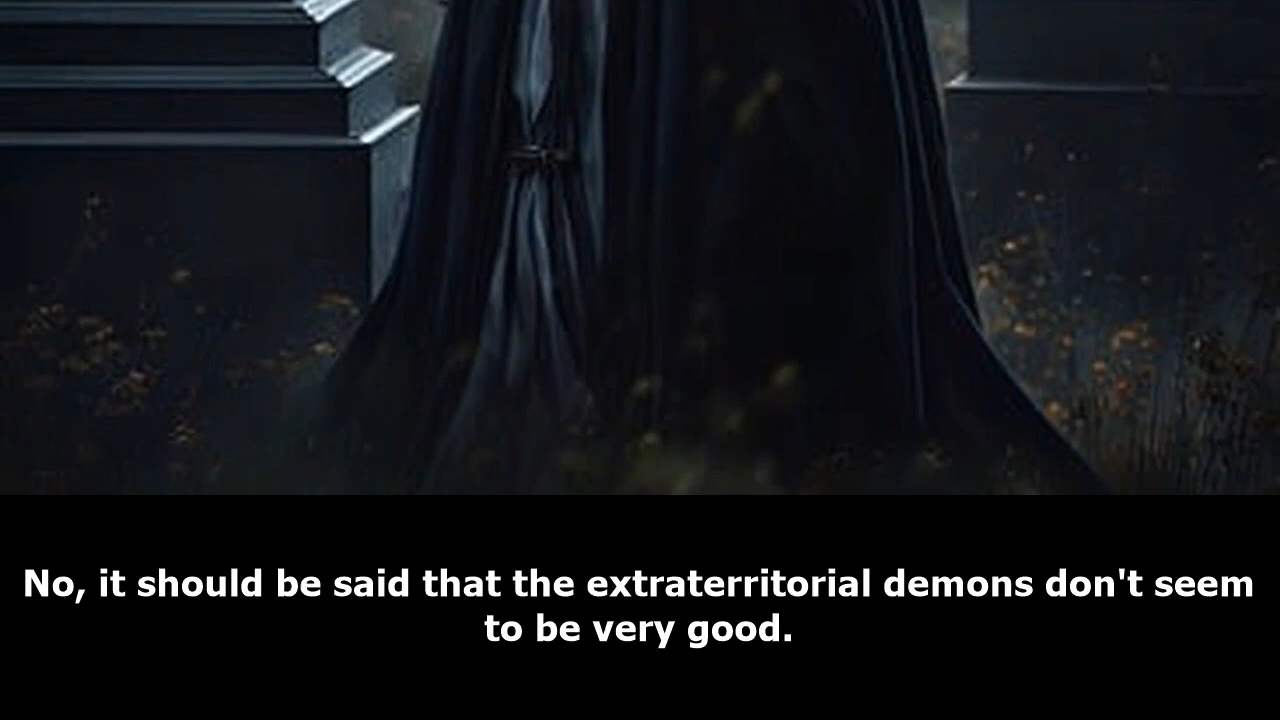 No, it should be said that the extraterritorial demons don't seem
to be very good.